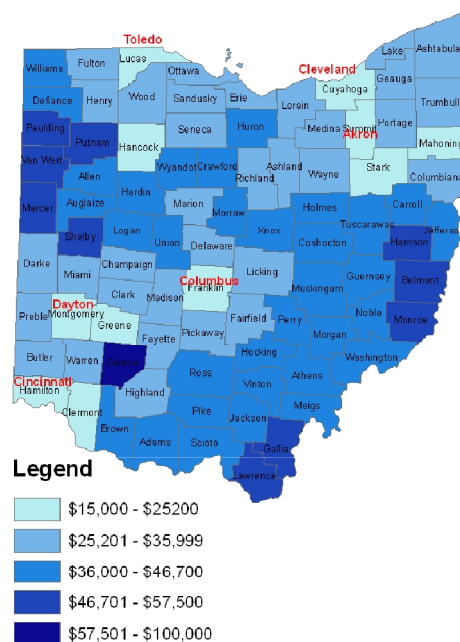 Toledo
Lucas
Fulton
Williams
Ottawa
Cleveland
Lake
Ashtabula
Geauga
Cuyahoga
Defiance
Henry
Wood
Sandusky
Erie
Lorain
Trumbull
Paulding
Putnam
Hancock
Seneca
Huron
Medina
Summit
Akron
Portage
Mahoning
Van Wert
Allen
Wyandot
Crawford
Richland
Ashland
Wayne
Stark
Columbiana
Mercer
Auglaize
Hardin
Marion
Morrow
Holmes
Carroll
Tuscarawas
Jefferso
Shelby
Logan
Union
Delaware
Knox
Coshocton
Harrison
Darke
Miami
Champaign
Columbus
Franklin
Licking
Muskingum
Guernsey
Belmont
Clark
Madison
Dayton
Montgomery
Greene
Preble
Fayette
Pickaway
Fairfield
Perry
Noble
Monroe
Morgan
Butler
Warren
Clinton
Hocking
Washington
Cincinnati
Hamilton
Clermont
Highland
Ross
Vinton
Athens
Brown
Pike
Jackson
Meigs
Adams
Scioto
Gallia
Lawrence
Legend
$15,000 - $25200
$25,201 - $35,999
$36,000 - $46,700
$46,701 - $57,500
$57,501 - $100,000